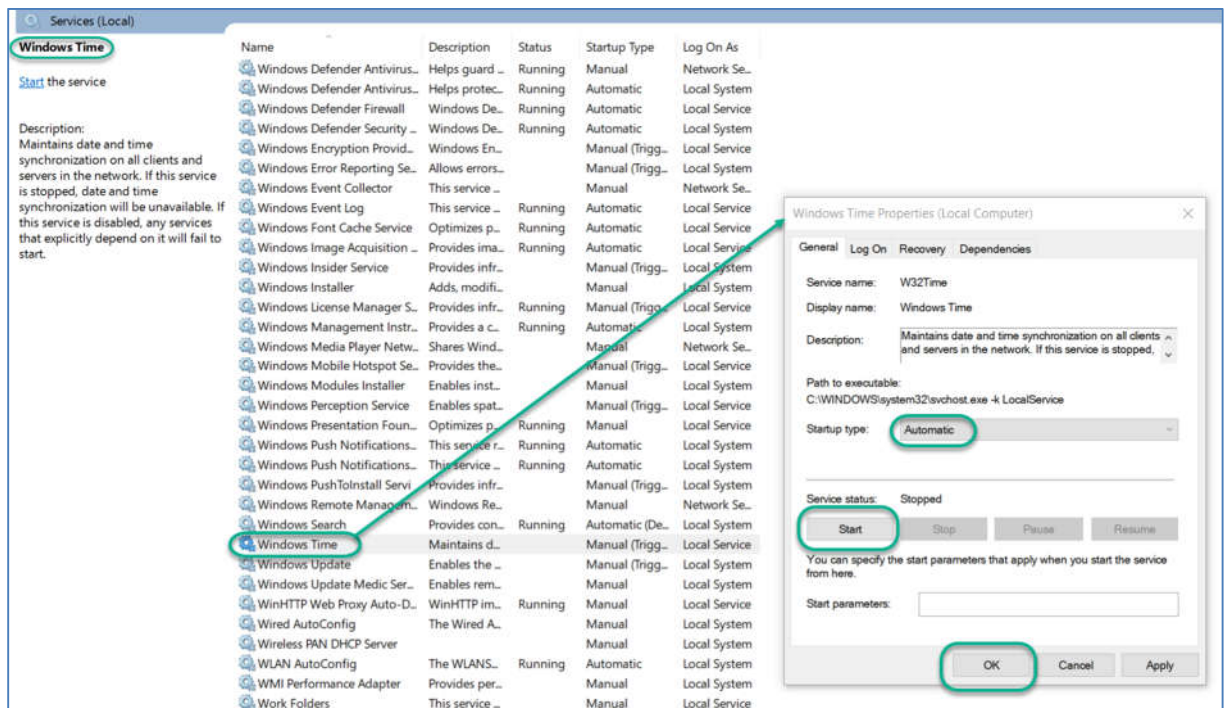 Services (Local)
Windows Time
Start the service
Description:
Maintains date and time
synchronization on all clients and
servers in the network. If this service
is stopped, date and time
synchronization will be unavailable. If
this service is disabled, any services
that explicitly depend on it will fail to
start.
Name Description Status Startup Type Log On As
Windows Defender Antivirus... Helps guard ... Running Manual Network Se...
Windows Defender Antivirus... Helps protec... Running Automatic Local System
Windows Defender Firewall Windows De... Running Automatic Local Service
Windows Defender Security ... Windows De... Running Automatic Local System
Windows Encryption Provid... Windows En... Manual (Trigg... Local Service
Windows Error Reporting Se... Allows errors... Manual (Trigg... Local System
Windows Event Collector This service ... Manual Network Se...
Windows Event Log This service ... Running Automatic Local Service
Windows Font Cache Service Optimizes p... Running Automatic Local Service
Windows Image Acquisition ... Provides ima... Running Automatic Local Service
Windows Insider Service Provides infr... Manual (Trigg... Local System
Windows Installer Adds, modifi... Manual Local System
Windows License Manager S... Provides infr... Running Manual (Trigg... Local Service
Windows Management Instr... Provides a c... Running Automatic Local System
Windows Media Player Netw... Shares Wind... Manual Network Se...
Windows Mobile Hotspot Se... Provides the... Manual (Trigg... Local Service
Windows Modules Installer Enables inst... Manual Local System
Windows Perception Service Enables spat... Manual (Trigg... Local Service
Windows Presentation Foun... Optimizes p... Running Manual Local Service
Windows Push Notifications... This service r... Running Automatic Local System
Windows Push Notifications... This service ... Running Automatic Local System
Windows PushToInstall Servi Provides infr... Manual (Trigg... Local System
Windows Remote Managem... Windows Re... Manual Network Se...
Windows Search Provides con... Running Automatic (De... Local System
Windows Time Maintains d... Manual (Trigg... Local Service
Windows Update Enables the ... Manual (Trigg... Local System
Windows Update Medic Ser... Enables rem... Manual Local System
WinHTTP Web Proxy Auto-D... WinHTTP im... Running Manual Local Service
Wired AutoConfig The Wired A... Manual Local System
Wireless PAN DHCP Server Manual Local System
WLAN AutoConfig The WLANS... Running Automatic Local System
WMI Performance Adapter Provides per... Manual Local System
Work Folders This service ... Manual Local Service
Windows Time Properties (Local Computer)
General Log On Recovery Dependencies
Service name: W32Time
Display name: Windows Time
Description: Maintains date and time synchronization on all clients
and servers in the network. If this service is stopped,
Path to executable:
C:\WINDOWS\system32\svchost.exe -k LocalService
Startup type: Automatic
Service status: Stopped
Start Stop Pause Resume
You can specify the start parameters that apply when you start the service
from here.
Start parameters:
OK Cancel Apply